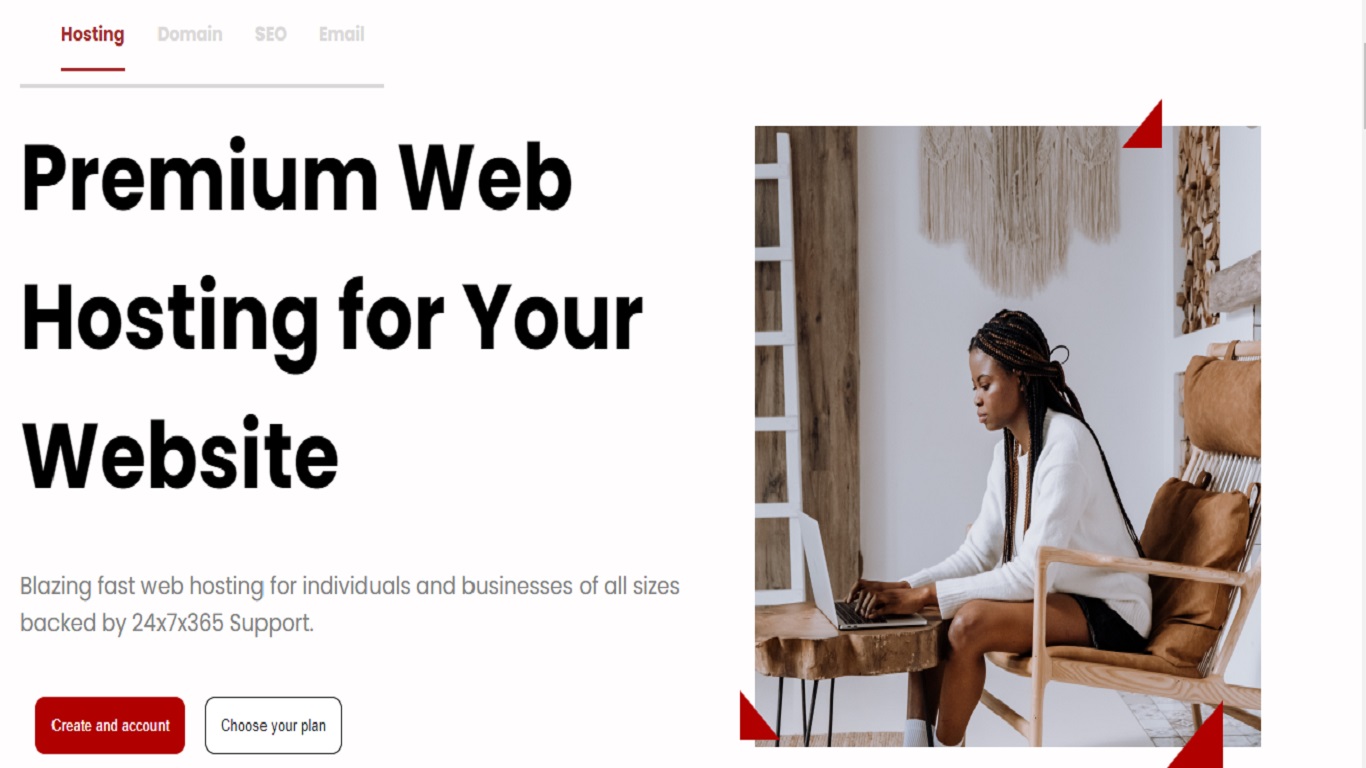 Hosting Domain SEO Email
Premium Web
Hosting for Your
Website
Blazing fast web hosting for individuals and businesses of all sizes
backed by 24x7x365 Support.
Create and account Choose your plan